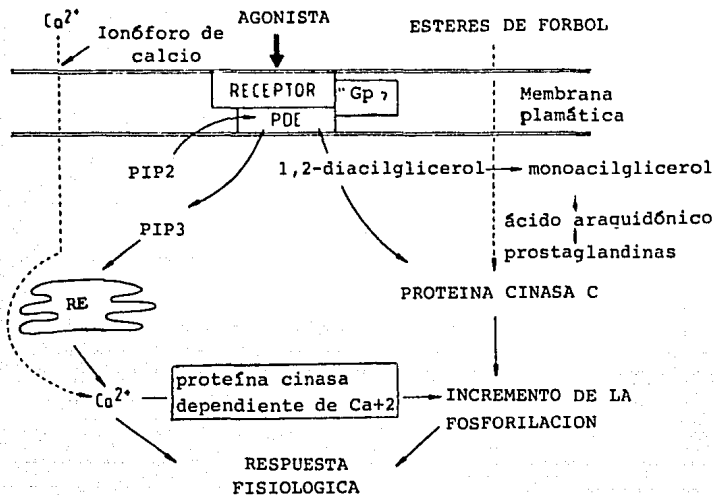 Ca2+
Ionóforo de
calcio
AGONISTA
ESTERES DE FORBOL
RECEPTOR
"Gp ?
PDE
Membrana
plamática
PIP2
1,2-diacilglicerol
monoacilglicerol
PIP3
ácido araquidónico
prostaglandinas
RE
PROTEINA CINASA C
Ca2+
proteína cinasa
dependiente de Ca+2
INCREMENTO DE LA
FOSFORILACION
RESPUESTA
FISIOLOGICA